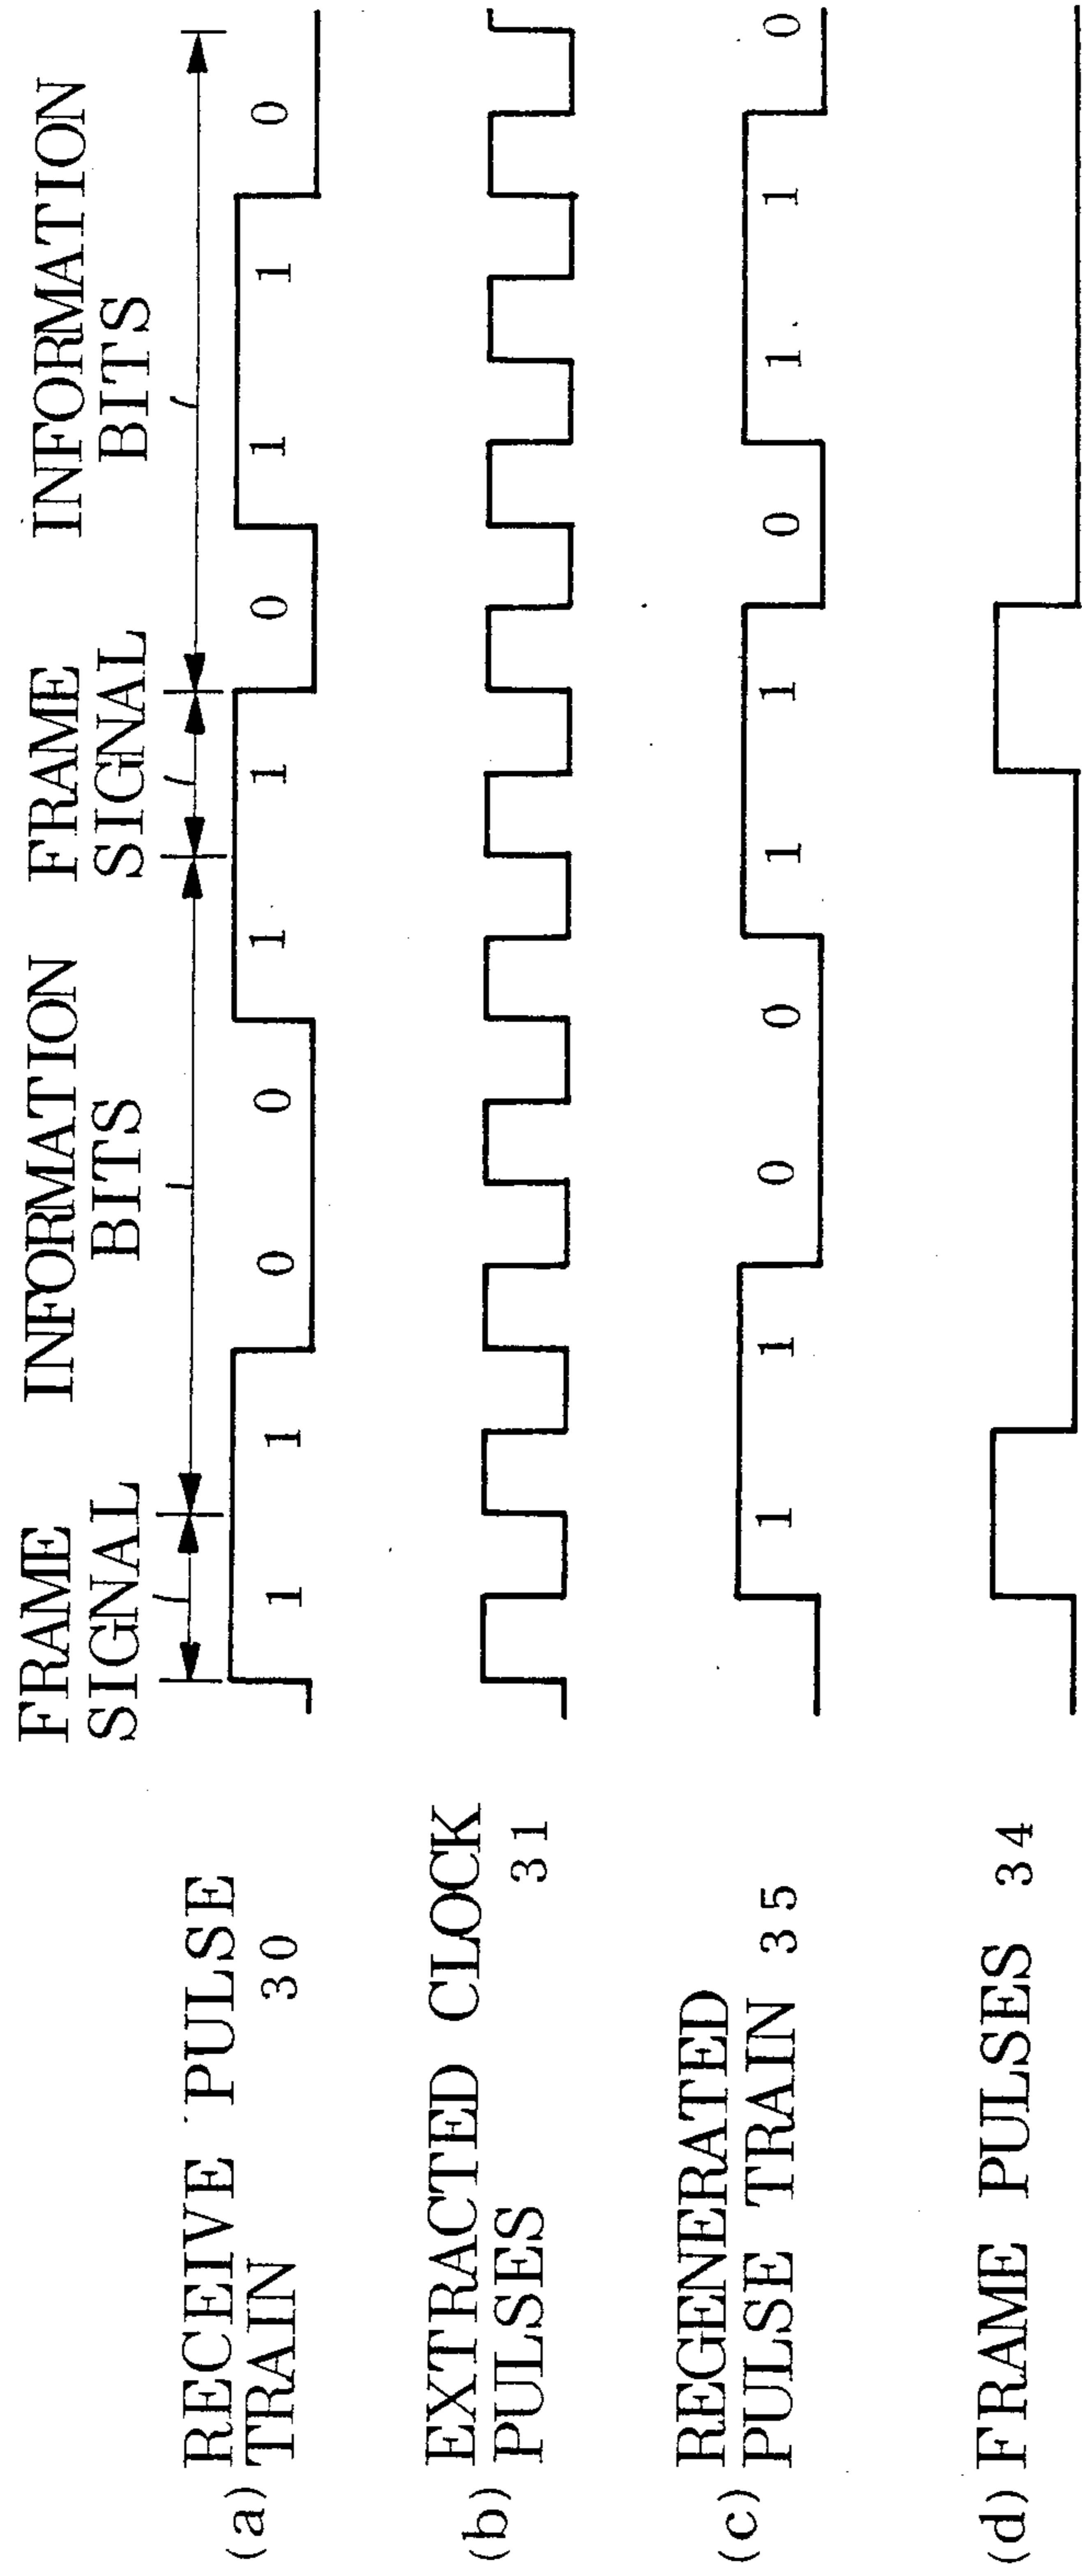 FRAME
SIGNAL
INFORMATION
BITS
FRAME
SIGNAL
INFORMATION
BITS
(a) RECEIVE PULSE
TRAIN 30
1 1 0 0 1 1 0 1 1 0
(b) EXTRACTED CLOCK
PULSES 31
(c) REGENERATED
PULSE TRAIN 35
1 1 0 0 1 1 0 1 1 0
(d) FRAME PULSES 34